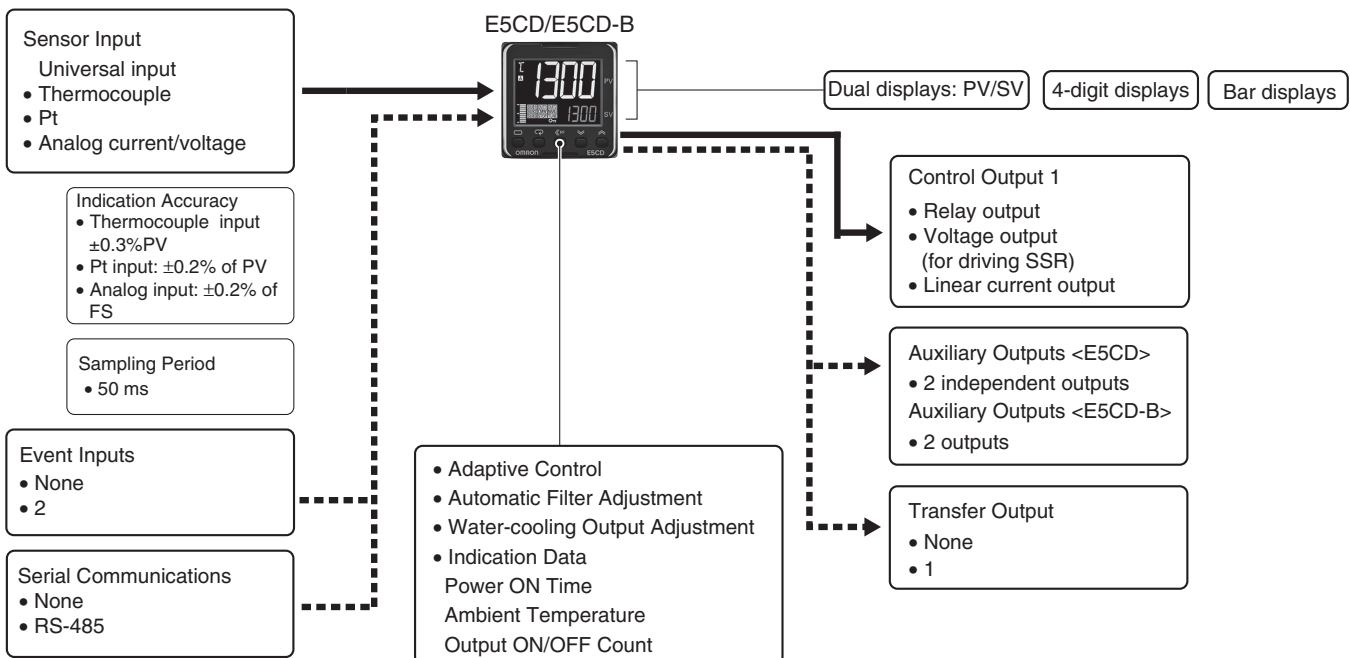 E5CD/E5CD-B
Sensor Input
Universal input
• Thermocouple
• Pt
• Analog current/voltage
Indication Accuracy
• Thermocouple input
±0.3%PV
• Pt input: ±0.2% of PV
• Analog input: ±0.2% of
FS
Sampling Period
• 50 ms
Event Inputs
• None
• 2
Serial Communications
• None
• RS-485
1300
PV
1300
SV
OMRON
E5CD
Dual displays: PV/SV
4-digit displays
Bar displays
• Adaptive Control
• Automatic Filter Adjustment
• Water-cooling Output Adjustment
• Indication Data
Power ON Time
Ambient Temperature
Output ON/OFF Count
Control Output 1
• Relay output
• Voltage output
(for driving SSR)
• Linear current output
Auxiliary Outputs <E5CD>
• 2 independent outputs
Auxiliary Outputs <E5CD-B>
• 2 outputs
Transfer Output
• None
• 1